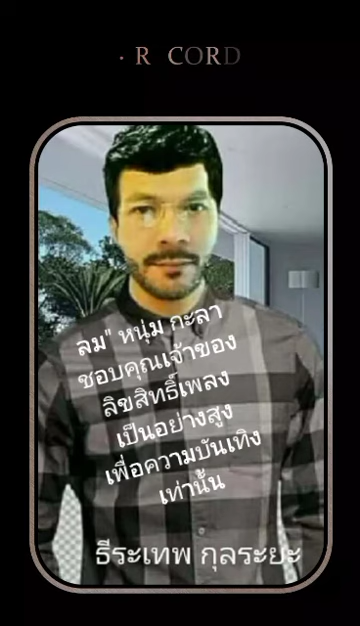 · R CORD
ลม" หนุ่ม กะลา
ชอบคุณเจ้าของ
ลิขสิทธิ์เพลง
เป็นอย่างสูง
เพื่อความบันเทิง
เท่านั้น
ธีระเทพ กุลระยะ